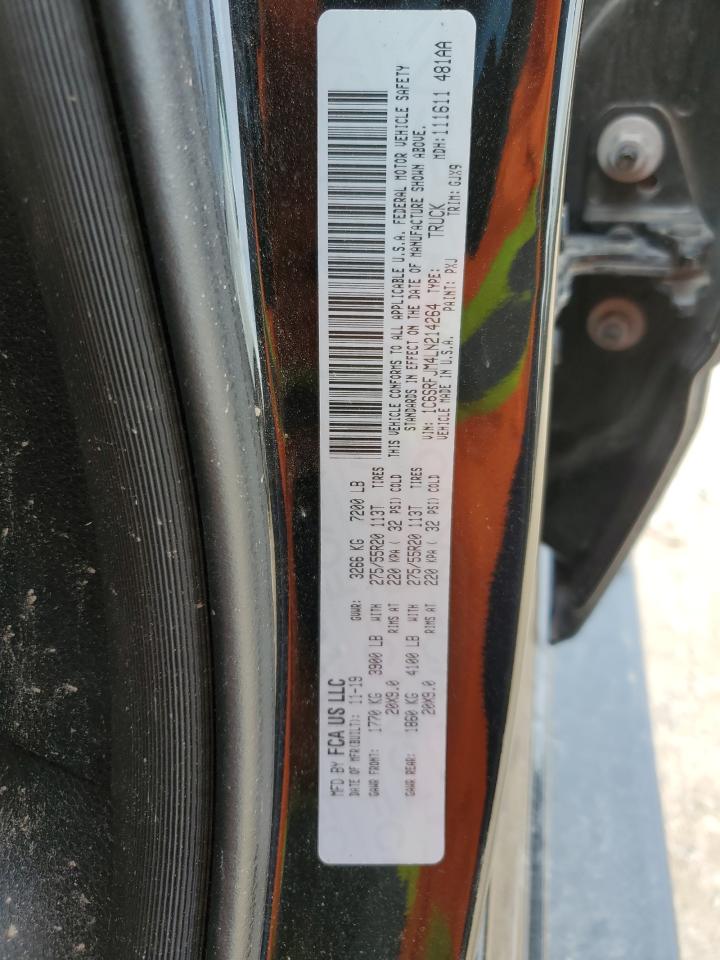 MFD BY FCA US LLC
DATE OF MFR(BUILT): 11-19 GVWR: 3266 KG 7200 LB
GAWR FRONT: 1770 KG 3900 LB WITH 275/55R20 113T TIRES
20X9.0 RIMS AT 220 KPA ( 32 PSI) COLD
GAWR REAR: 1860 KG 4100 LB WITH 275/55R20 113T TIRES
20X9.0 RIMS AT 220 KPA ( 32 PSI) COLD
THIS VEHICLE CONFORMS TO ALL APPLICABLE U.S.A. FEDERAL MOTOR VEHICLE SAFETY
STANDARDS IN EFFECT ON THE DATE OF MANUFACTURE SHOWN ABOVE.
VIN: 1C6SRFJM4LN214264 TYPE: TRUCK MDH:111611 481AA
VEHICLE MADE IN U.S.A. PAINT: PXJ TRIM: GJX9